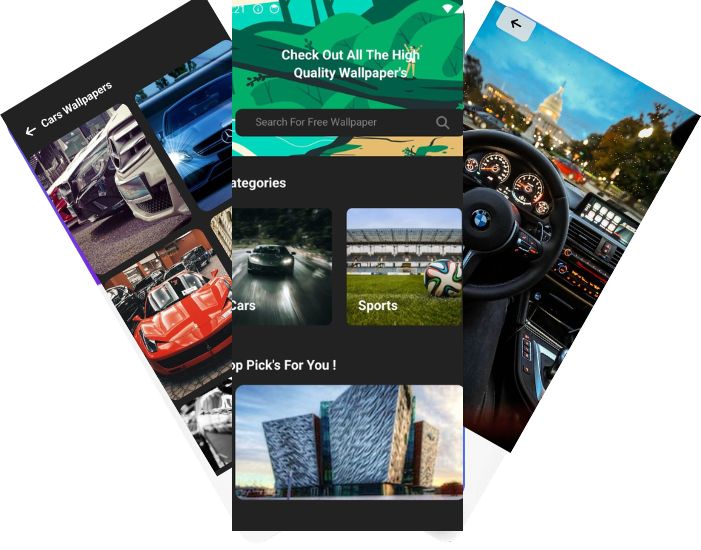 Cars Wallpapers
:21
Check Out All The High
Quality Wallpaper's
Search For Free Wallpaper
ategories
Cars
Sports
op Pick's For You !